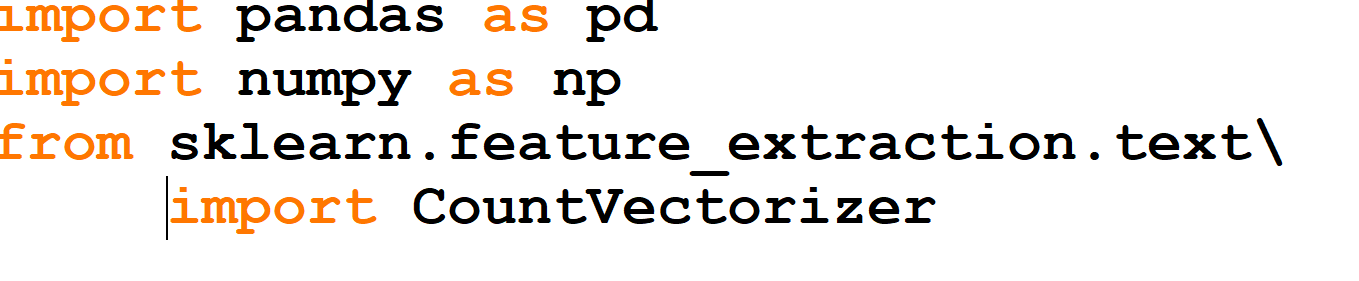 import pandas as pd
import numpy as np
from sklearn.feature_extraction.text\
import CountVectorizer